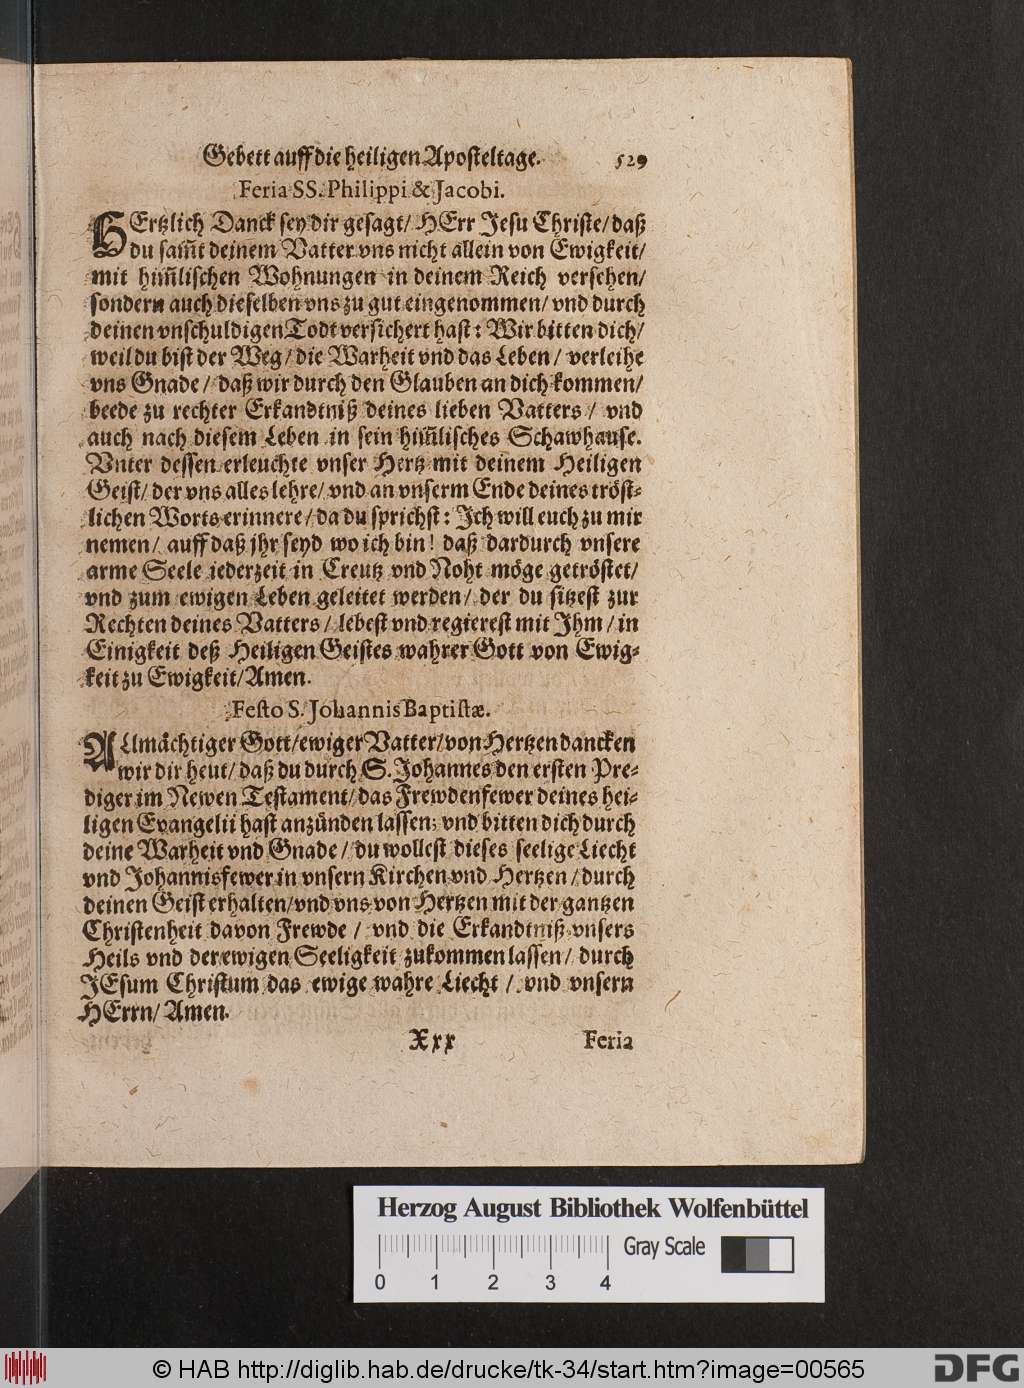 Gebett auff die heiligen Aposteltage. 529
Feria SS. Philippi & Jacobi.
HErtzlich Danck sey dir gesagt/ HErr Jesu Christe/ daß
du sam̃t deinem Vatter vns nicht allein von Ewigkeit/
mit him̃lischen Wohnungen in deinem Reich versehen/
sondern auch dieselben vns zu gut eingenommen/ vnd durch
deinen vnschuldigen Todt versichert hast: Wir bitten dich/
weil du bist der Weg/ die Warheit vnd das Leben/ verleihe
vns Gnade/ daß wir durch den Glauben an dich kommen/
beede zu rechter Erkandtniß deines lieben Vatters/ vnd
auch nach diesem Leben in sein him̃lisches Schawhause.
Vnter dessen erleuchte vnser Hertz mit deinem Heiligen
Geist/ der vns alles lehre/ vnd an vnserm Ende deines tröst-
lichen Worts erinnere/ da du sprichst: Ich will euch zu mir
nemen/ auff daß jhr seyd wo ich bin! daß dardurch vnsere
arme Seele jederzeit in Creutz vnd Noht möge getröstet/
vnd zum ewigen Leben geleitet werden/ der du sitzest zur
Rechten deines Vatters/ lebest vnd regierest mit Ihm/ in
Einigkeit deß Heiligen Geistes wahrer Gott von Ewig-
keit zu Ewigkeit/ Amen.
Festo S. Johannis Baptistæ.
ALlmächtiger Gott/ ewiger Vatter/ von Hertzen dancken
wir dir heut/ daß du durch S. Johannes den ersten Pre-
diger im Newen Testament/ das Frewdenfewer deines hei-
ligen Evangelii hast anzünden lassen; vnd bitten dich durch
deine Warheit vnd Gnade/ du wollest dieses seelige Liecht
vnd Johannisfewer in vnsern Kirchen vnd Hertzen/ durch
deinen Geist erhalten/ vnd vns von Hertzen mit der gantzen
Christenheit davon Frewde/ vnd die Erkandtniß vnsers
Heils vnd der ewigen Seeligkeit zukommen lassen/ durch
JEsum Christum das ewige wahre Liecht/ vnd vnsern
HErrn/ Amen.
Xxx Feria
Herzog August Bibliothek Wolfenbüttel
Gray Scale
0 1 2 3 4
© HAB http://diglib.hab.de/drucke/tk-34/start.htm?image=00565
DFG